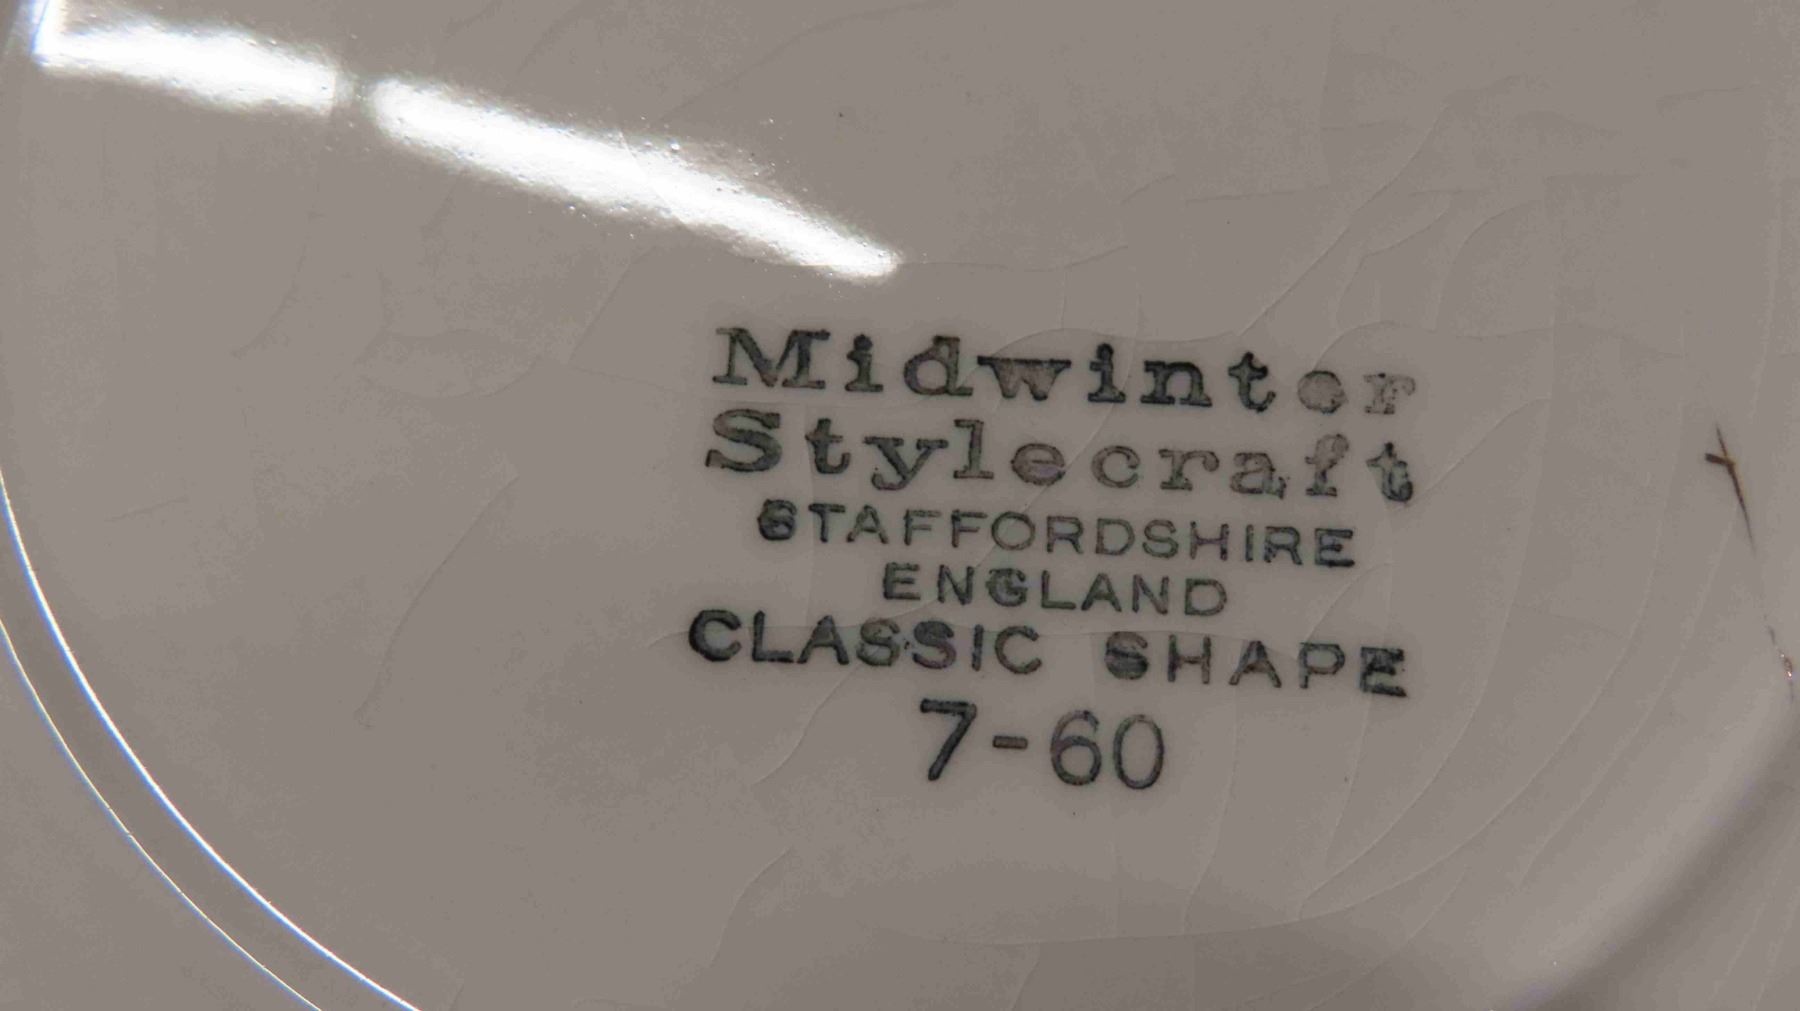 Midwinter
Stylecraft
STAFFORDSHIRE
ENGLAND
CLASSIC SHAPE
7-60